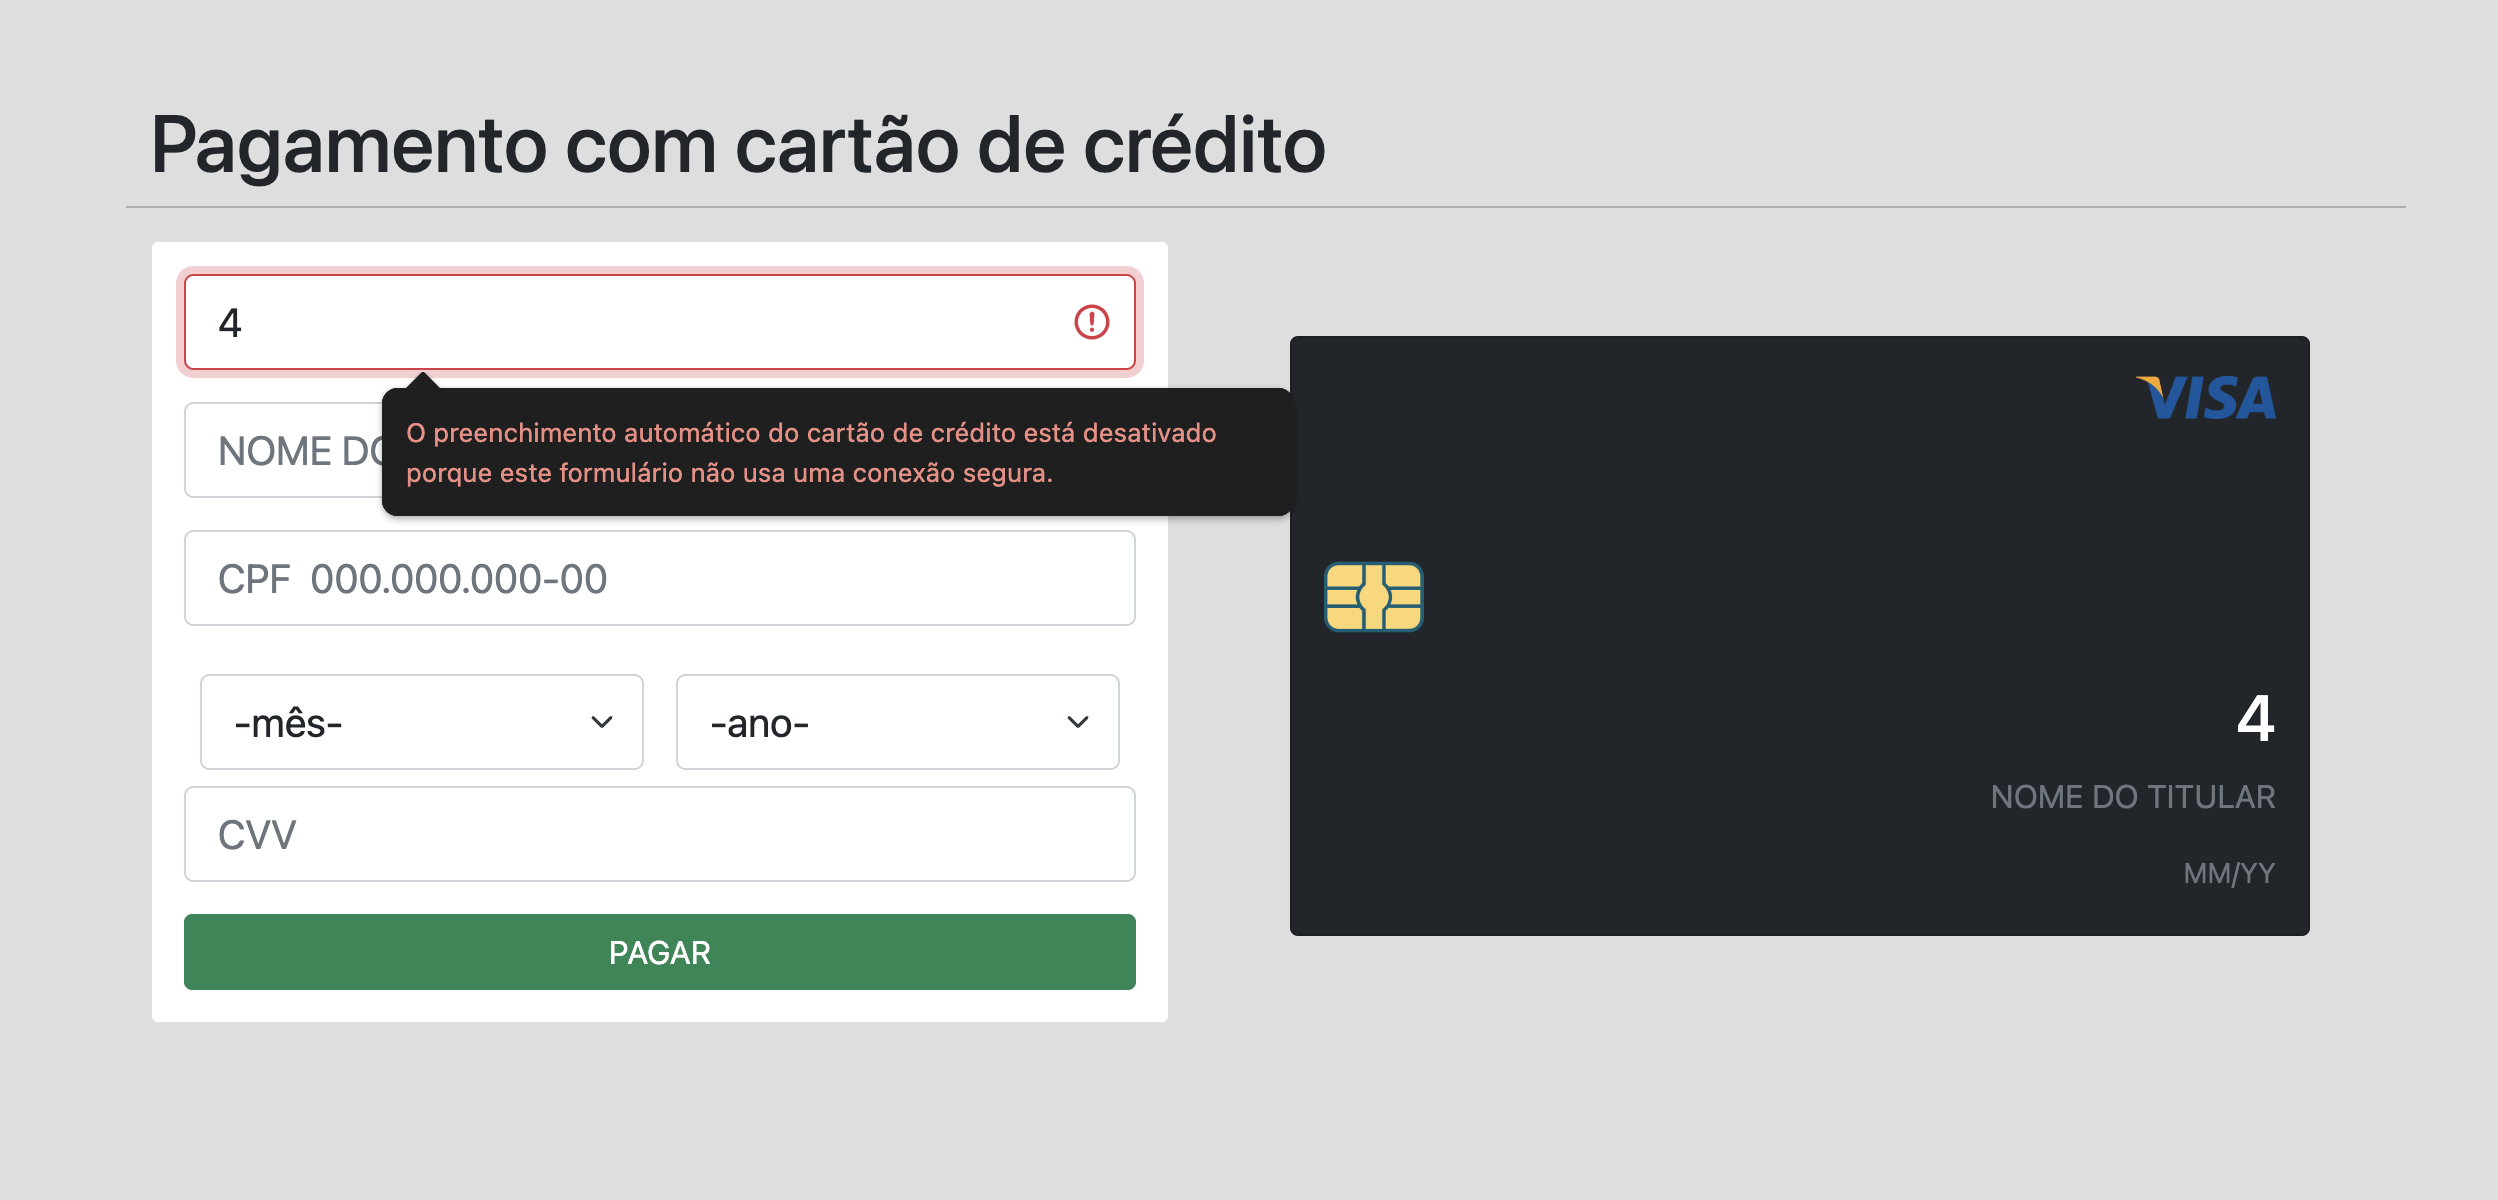 Pagamento com cartão de crédito
4
O preenchimento automático do cartão de crédito está desativado
porque este formulário não usa uma conexão segura.
NOME
CPF 000.000.000-00
-mês-
-ano-
CVV
PAGAR
VISA
4
NOME DO TITULAR
MM/YY